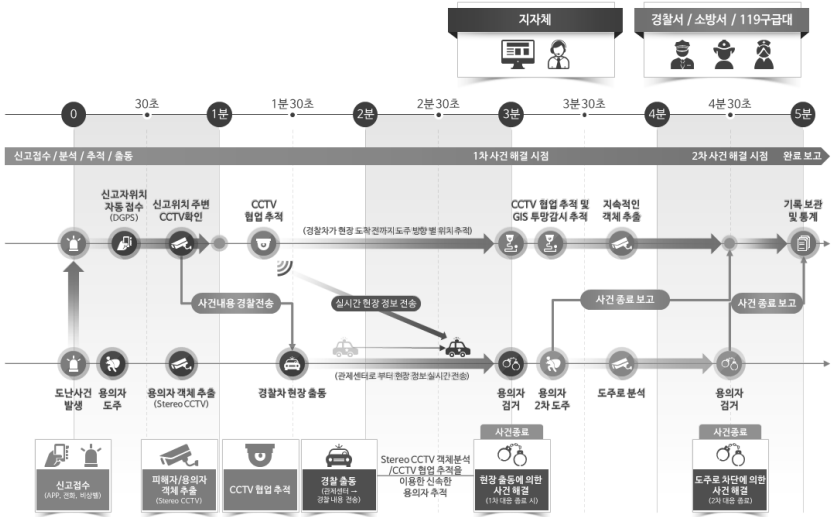 지자체
경찰서 / 소방서 / 119구급대
0
30초
1분
1분30초
2분
2분30초
3분
3분30초
4분
4분30초
5분
신고접수 / 분석 / 추적 / 출동
1차 사건 해결 시점
2차 사건 해결 시점
완료 보고
신고자위치
자동 접수
(DGPS)
신고위치 주변
CCTV확인
CCTV
협업 추적
(경찰차가 현장 도착 전까지 도주 방향 별 위치 추적)
CCTV 협업 추적 및
GIS 투망감시 추적
지속적인
객체 추출
기록 보관
및 통계
사건내용 경찰전송
실시간 현장 정보 전송
사건 종료 보고
사건 종료 보고
(관제센터로 부터 현장 정보 실시간 전송)
도난사건
발생
용의자
도주
용의자 객체 추출
(Stereo CCTV)
경찰차 현장 출동
용의자
검거
용의자
2차 도주
도주로 분석
용의자
검거
신고접수
(APP, 전화, 비상벨)
피해자/용의자
객체 추출
(Stereo CCTV)
CCTV 협업 추적
경찰 출동
(관제센터 →
경찰 내용 전송)
Stereo CCTV 객체분석
/CCTV 협업 추적을
이용한 신속한
용의자 추적
사건종료
현장 출동에 의한
사건 해결
(1차 대응 종료 시)
사건종료
도주로 차단에 의한
사건 해결
(2차 대응 종료)